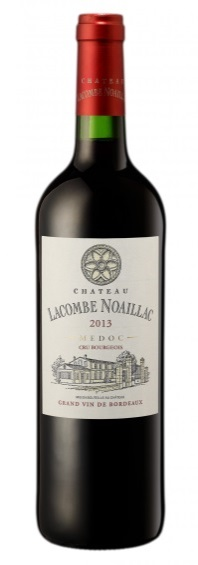 CHATEAU
LACOMBE NOAILLAC
2013
MEDOC
CRU BOURGEOIS
GRAND VIN DE BORDEAUX